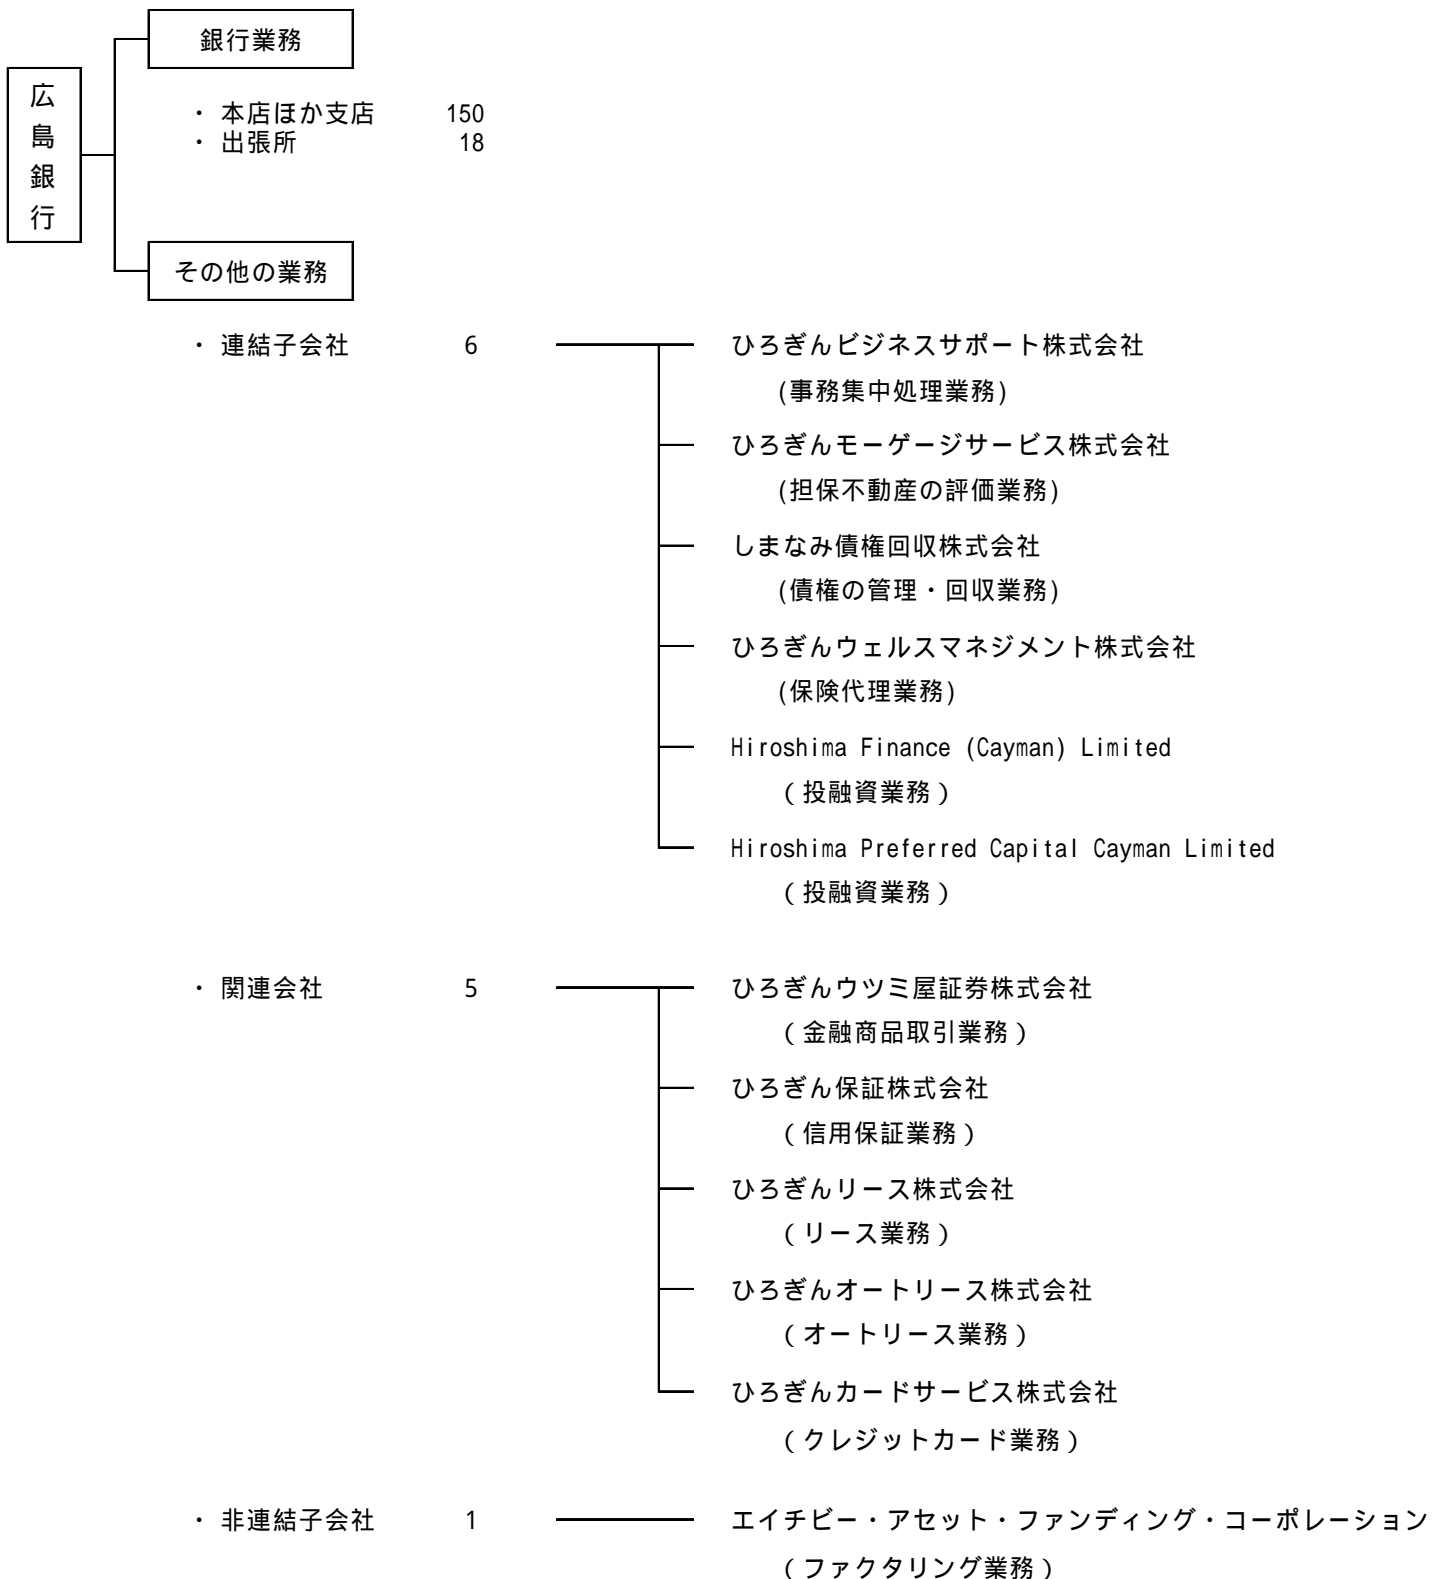 銀行業務
広島銀行
・ 本店ほか支店 150
・ 出張所 18
その他の業務
・ 連結子会社 6 ひろぎんビジネスサポート株式会社
(事務集中処理業務)
ひろぎんモーゲージサービス株式会社
(担保不動産の評価業務)
しまなみ債権回収株式会社
(債権の管理・回収業務)
ひろぎんウェルスマネジメント株式会社
(保険代理業務)
Hiroshima Finance (Cayman) Limited
（投融資業務）
Hiroshima Preferred Capital Cayman Limited
（投融資業務）
・ 関連会社 5 ひろぎんウツミ屋証券株式会社
（金融商品取引業務）
ひろぎん保証株式会社
（信用保証業務）
ひろぎんリース株式会社
（リース業務）
ひろぎんオートリース株式会社
（オートリース業務）
ひろぎんカードサービス株式会社
（クレジットカード業務）
・ 非連結子会社 1 エイチビー・アセット・ファンディング・コーポレーション
（ファクタリング業務）